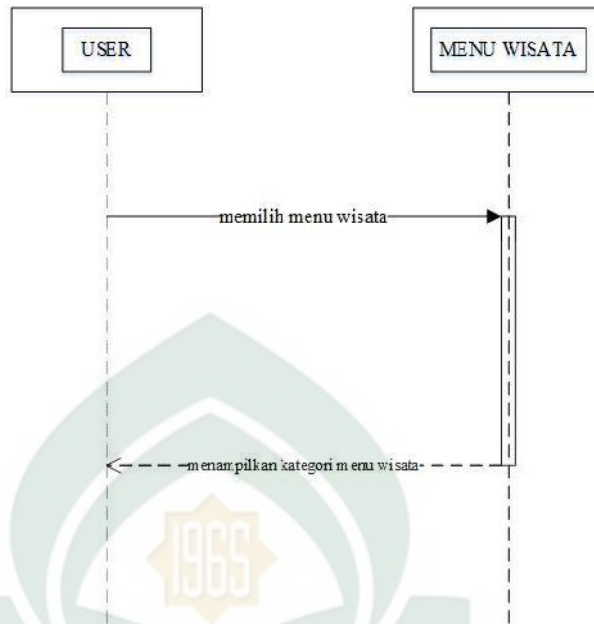 USER
MENU WISATA
memilih menu wisata
menampilkan kategori menu wisata
1965